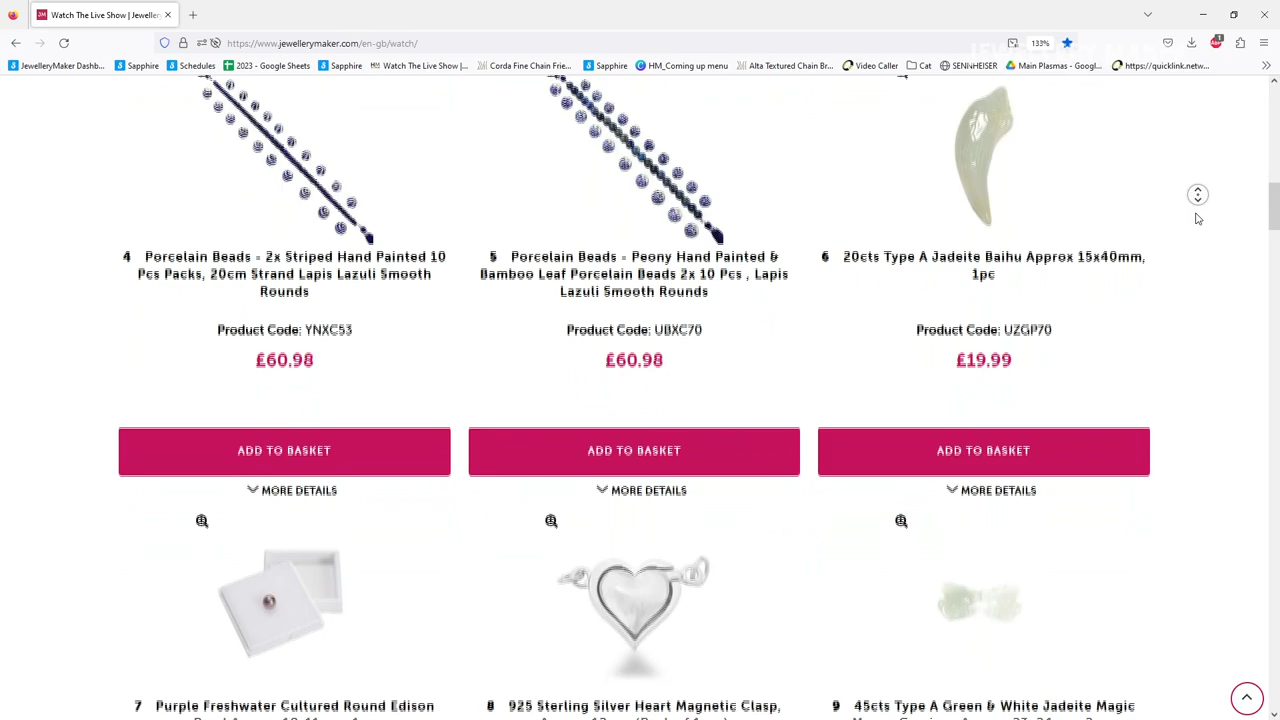 Watch The Live Show | Jeweller
https://www.jewellerymaker.com/en-gb/watch/
133%
JewelleryMaker Dashb...
Sapphire
Schedules
2023 - Google Sheets
Sapphire
Watch The Live Show |...
Corda Fine Chain Frie...
Sapphire
HM_Coming up menu
Alta Textured Chain Br...
Video Caller
Cat
SENNHEISER
Main Plasmas - Googl...
https://quicklink.netw...
4 Porcelain Beads - 2x Striped Hand Painted 10
Pcs Packs, 20cm Strand Lapis Lazuli Smooth
Rounds
Product Code: YNXC53
£60.98
ADD TO BASKET
MORE DETAILS
5 Porcelain Beads - Peony Hand Painted &
Bamboo Leaf Porcelain Beads 2x 10 Pcs , Lapis
Lazuli Smooth Rounds
Product Code: UBXC70
£60.98
ADD TO BASKET
MORE DETAILS
6 20cts Type A Jadeite Baihu Approx 15x40mm,
1pc
Product Code: UZGP70
£19.99
ADD TO BASKET
MORE DETAILS
7 Purple Freshwater Cultured Round Edison
8 925 Sterling Silver Heart Magnetic Clasp,
9 45cts Type A Green & White Jadeite Magic